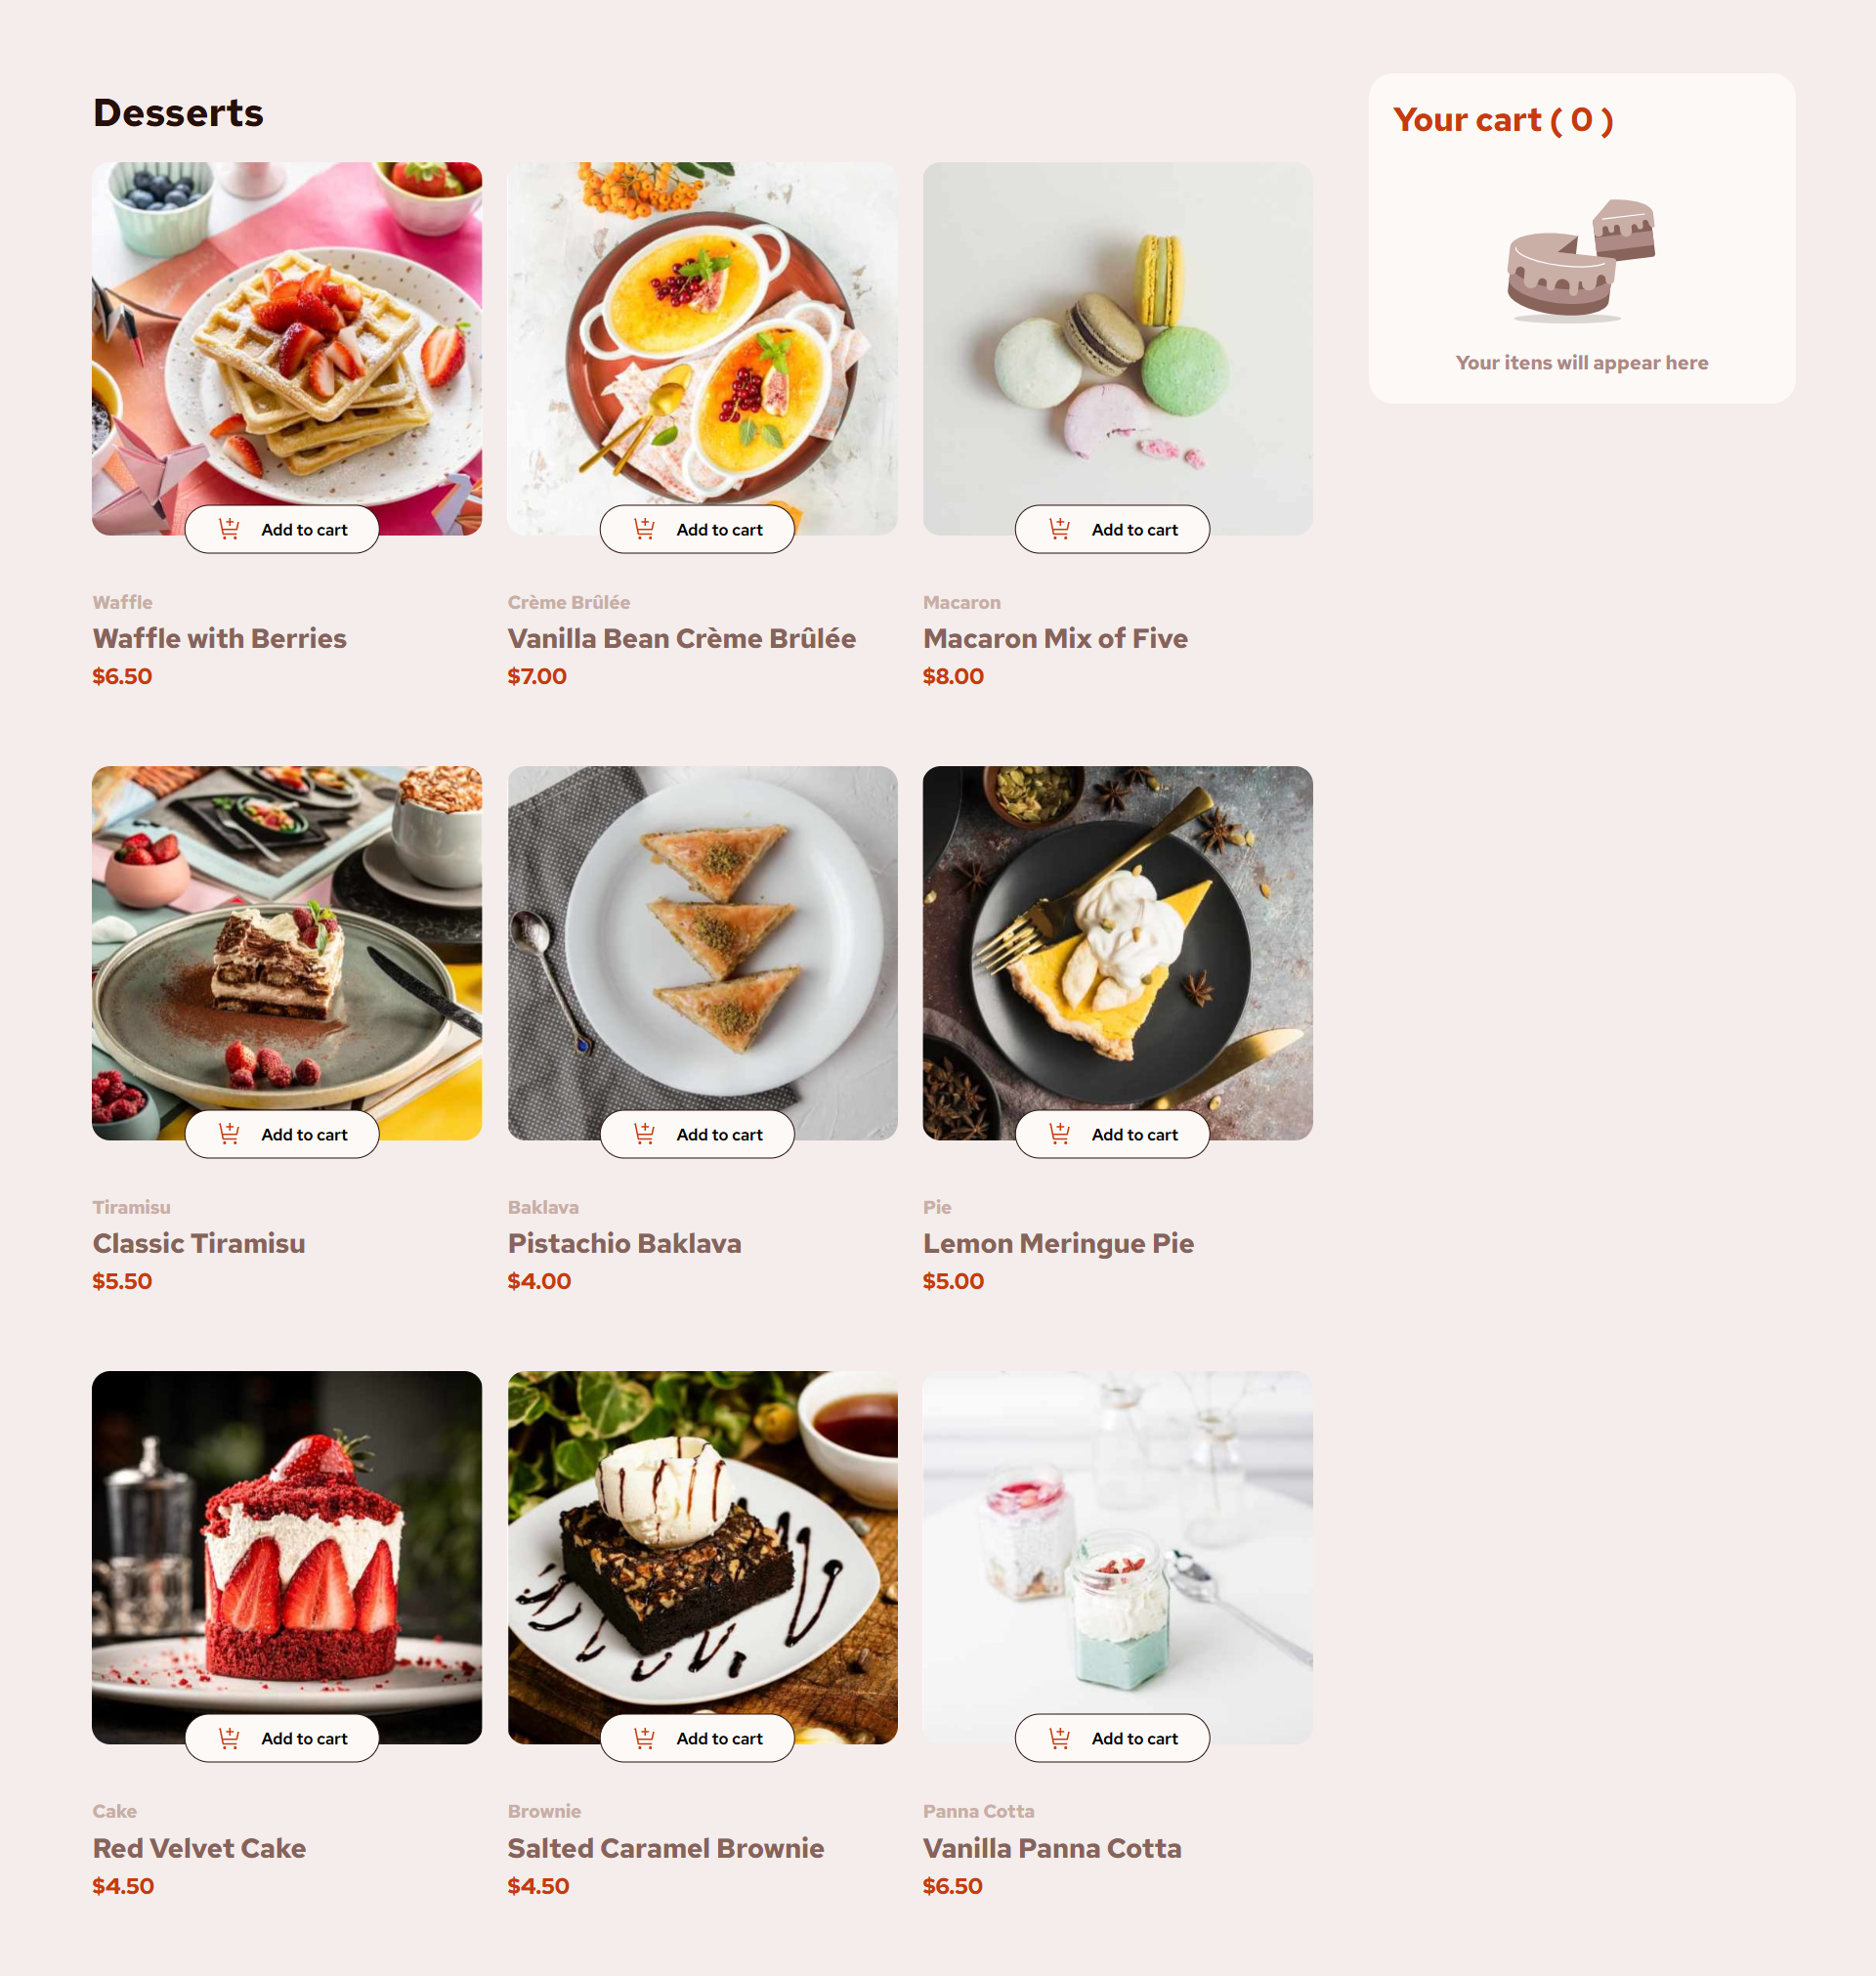 Desserts
Your cart ( 0 )
Your itens will appear here
Add to cart
Add to cart
Add to cart
Waffle
Waffle with Berries
$6.50
Crème Brûlée
Vanilla Bean Crème Brûlée
$7.00
Macaron
Macaron Mix of Five
$8.00
Add to cart
Add to cart
Add to cart
Tiramisu
Classic Tiramisu
$5.50
Baklava
Pistachio Baklava
$4.00
Pie
Lemon Meringue Pie
$5.00
Add to cart
Add to cart
Add to cart
Cake
Red Velvet Cake
$4.50
Brownie
Salted Caramel Brownie
$4.50
Panna Cotta
Vanilla Panna Cotta
$6.50